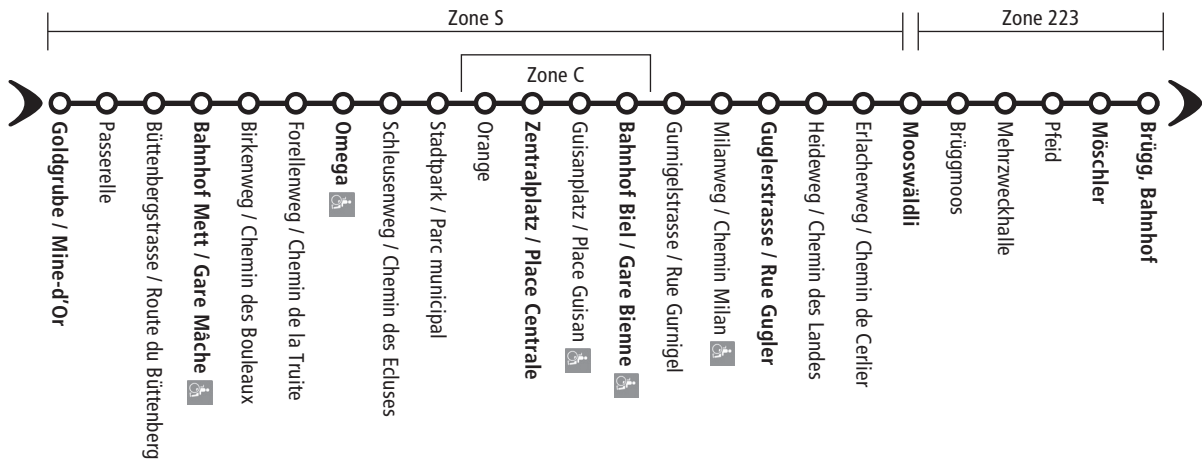 Zone S
Zone 223
Zone C
Goldgrube / Mine-d'Or
Passerelle
Büttenbergstrasse / Route du Büttenberg
Bahnhof Mett / Gare Mâche
Birkenweg / Chemin des Bouleaux
Forellenweg / Chemin de la Truite
Omega
Schleusenweg / Chemin des Ecluses
Stadtpark / Parc municipal
Orange
Zentralplatz / Place Centrale
Guisanplatz / Place Guisan
Bahnhof Biel / Gare Bienne
Gurnigelstrasse / Rue Gurnigel
Milanweg / Chemin Milan
Guglerstrasse / Rue Gugler
Heideweg / Chemin des Landes
Erlacherweg / Chemin de Cerlier
Mooswäldli
Brüggmoos
Mehrzweckhalle
Pfeid
Möschler
Brügg, Bahnhof